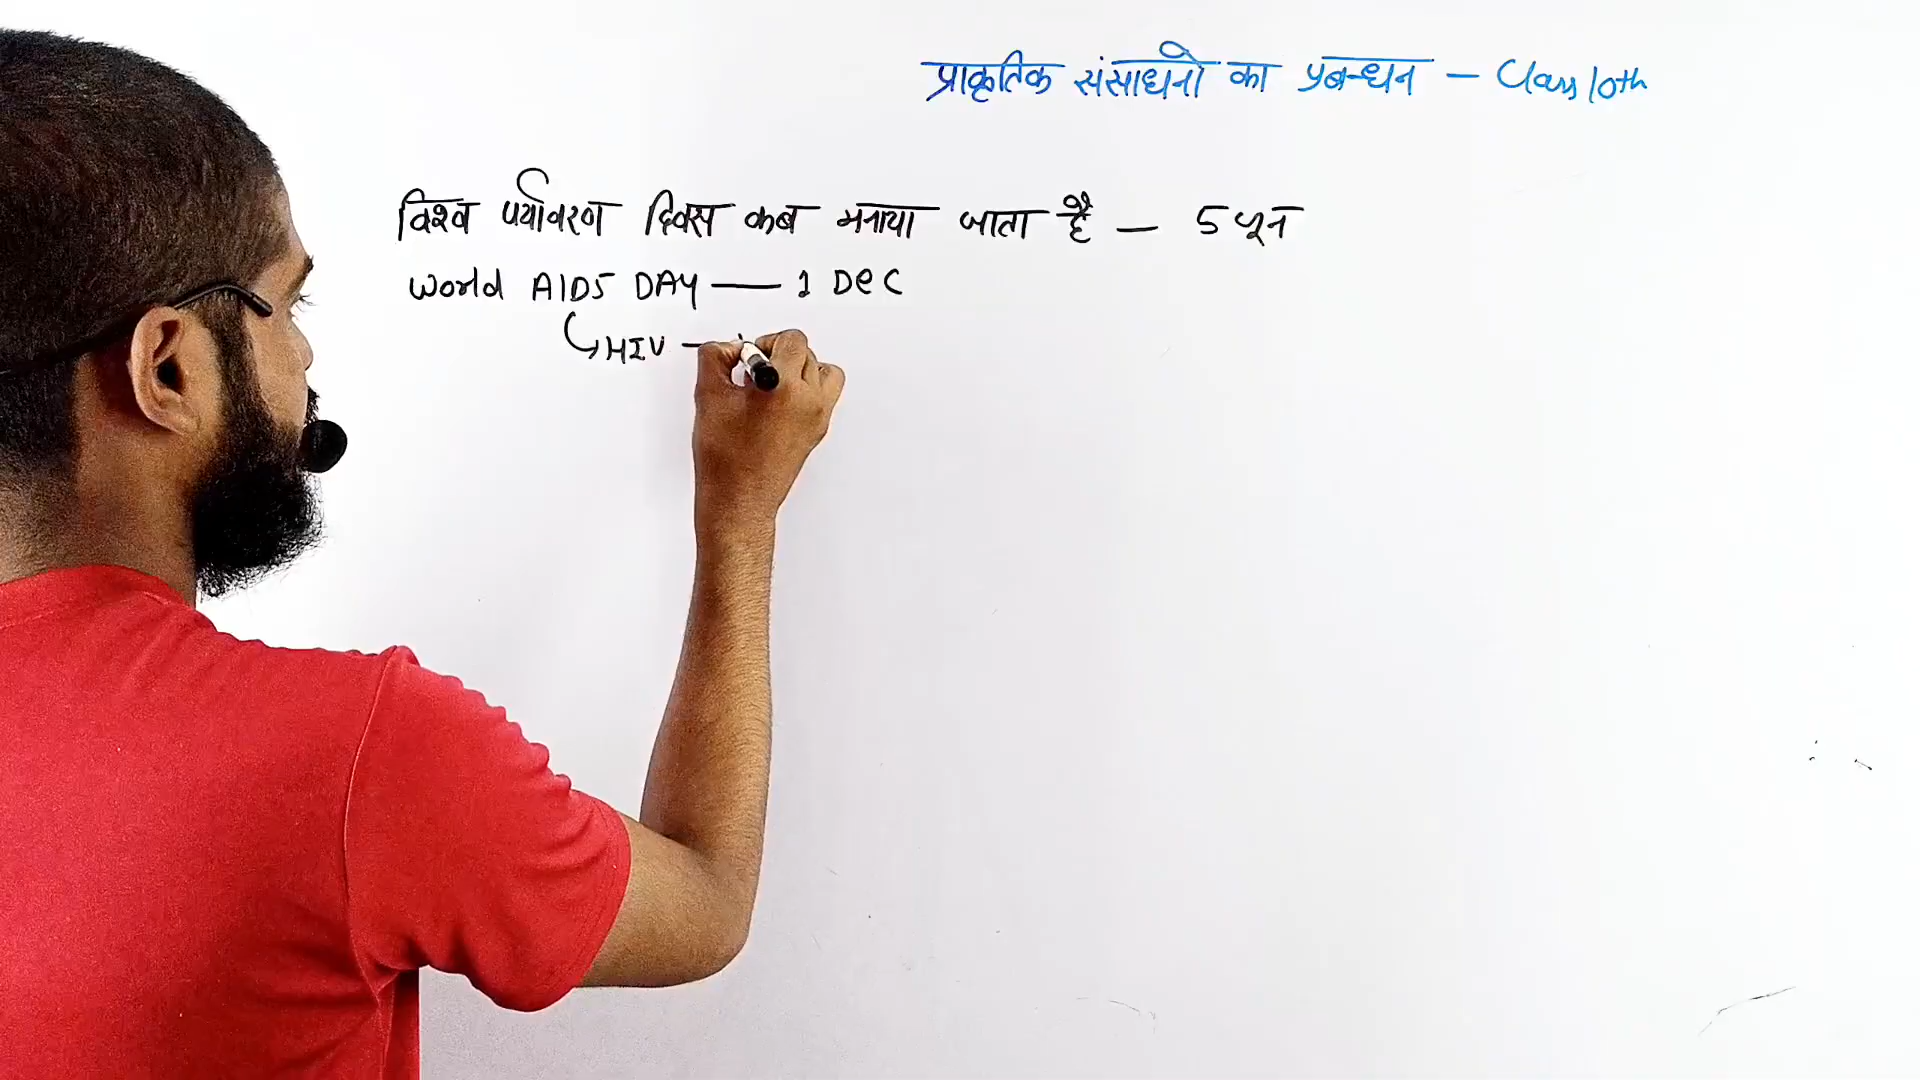 प्राकृतिक संसाधनो का प्रबन्धन – Class 10th
विश्व पर्यावरण दिवस कब मनाया जाता है – 5 जून
World AIDS DAY — 1 Dec
HIV –